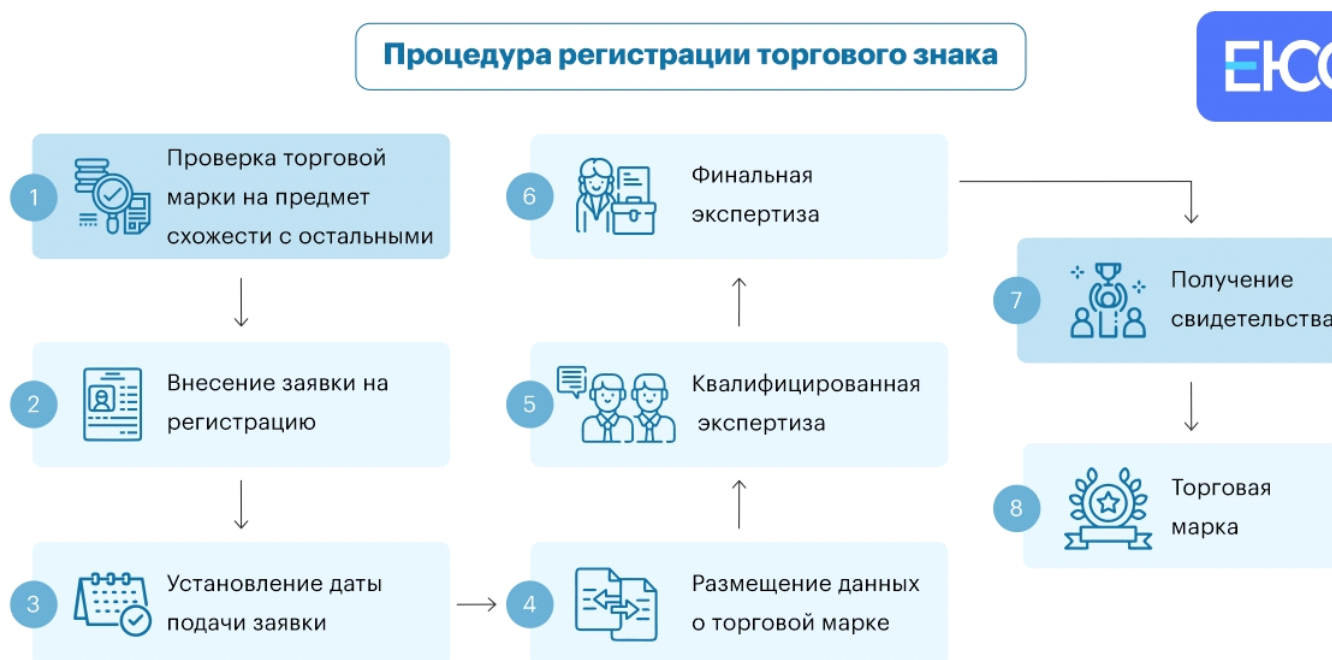 Процедура регистрации торгового знака
ЕЮ
1
Проверка торговой
марки на предмет
схожести с остальными
2
Внесение заявки на
регистрацию
3
Установление даты
подачи заявки
4
Размещение данных
о торговой марке
5
Квалифицированная
экспертиза
6
Финальная
экспертиза
7
Получение
свидетельства
8
Торговая
марка